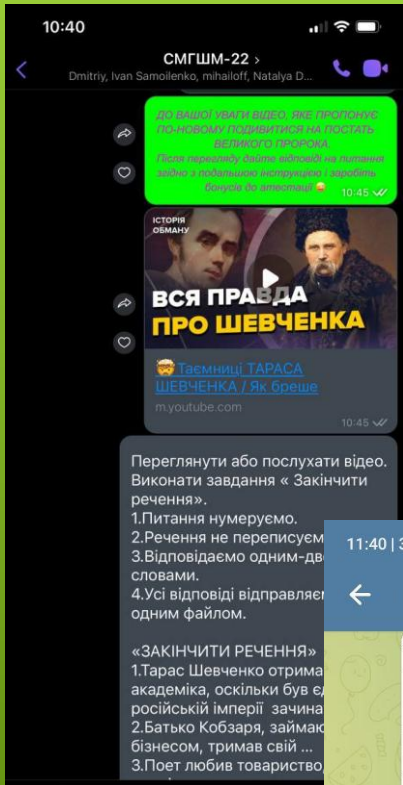 10:40
СМГШМ-22 >
Dmitriy, Ivan Samoilenko, mihailoff, Natalya D...
ДО ВАШОЇ УВАГИ ВІДЕО, ЯКЕ ПРОПОНУЄ
ПО-НОВОМУ ПОДИВИТИСЯ НА ПОСТАТЬ
ВЕЛИКОГО ПРОРОКА.
Після перегляду дайте відповіді на питання
згідно з подальшою інструкцією і заробіть
бонусів до атестації
10:45
ІСТОРІЯ
ОБМАНУ
ВСЯ ПРАВДА
ПРО ШЕВЧЕНКА
Таємниці ТАРАСА
ШЕВЧЕНКА / Як бреше
m.youtube.com
10:45
Переглянути або послухати відео.
Виконати завдання « Закінчити
речення».
1.Питання нумеруємо.
2.Речення не переписуєм
3.Відповідаємо одним-дв
словами.
4.Усі відповіді відправляєм
одним файлом.
«ЗАКІНЧИТИ РЕЧЕННЯ»
1.Тарас Шевченко отрима
академіка, оскільки був єд
російській імперії зачина
2.Батько Кобзаря, займаю
бізнесом, тримав свій ...
3.Поет любив товариство,
11:40 | 3